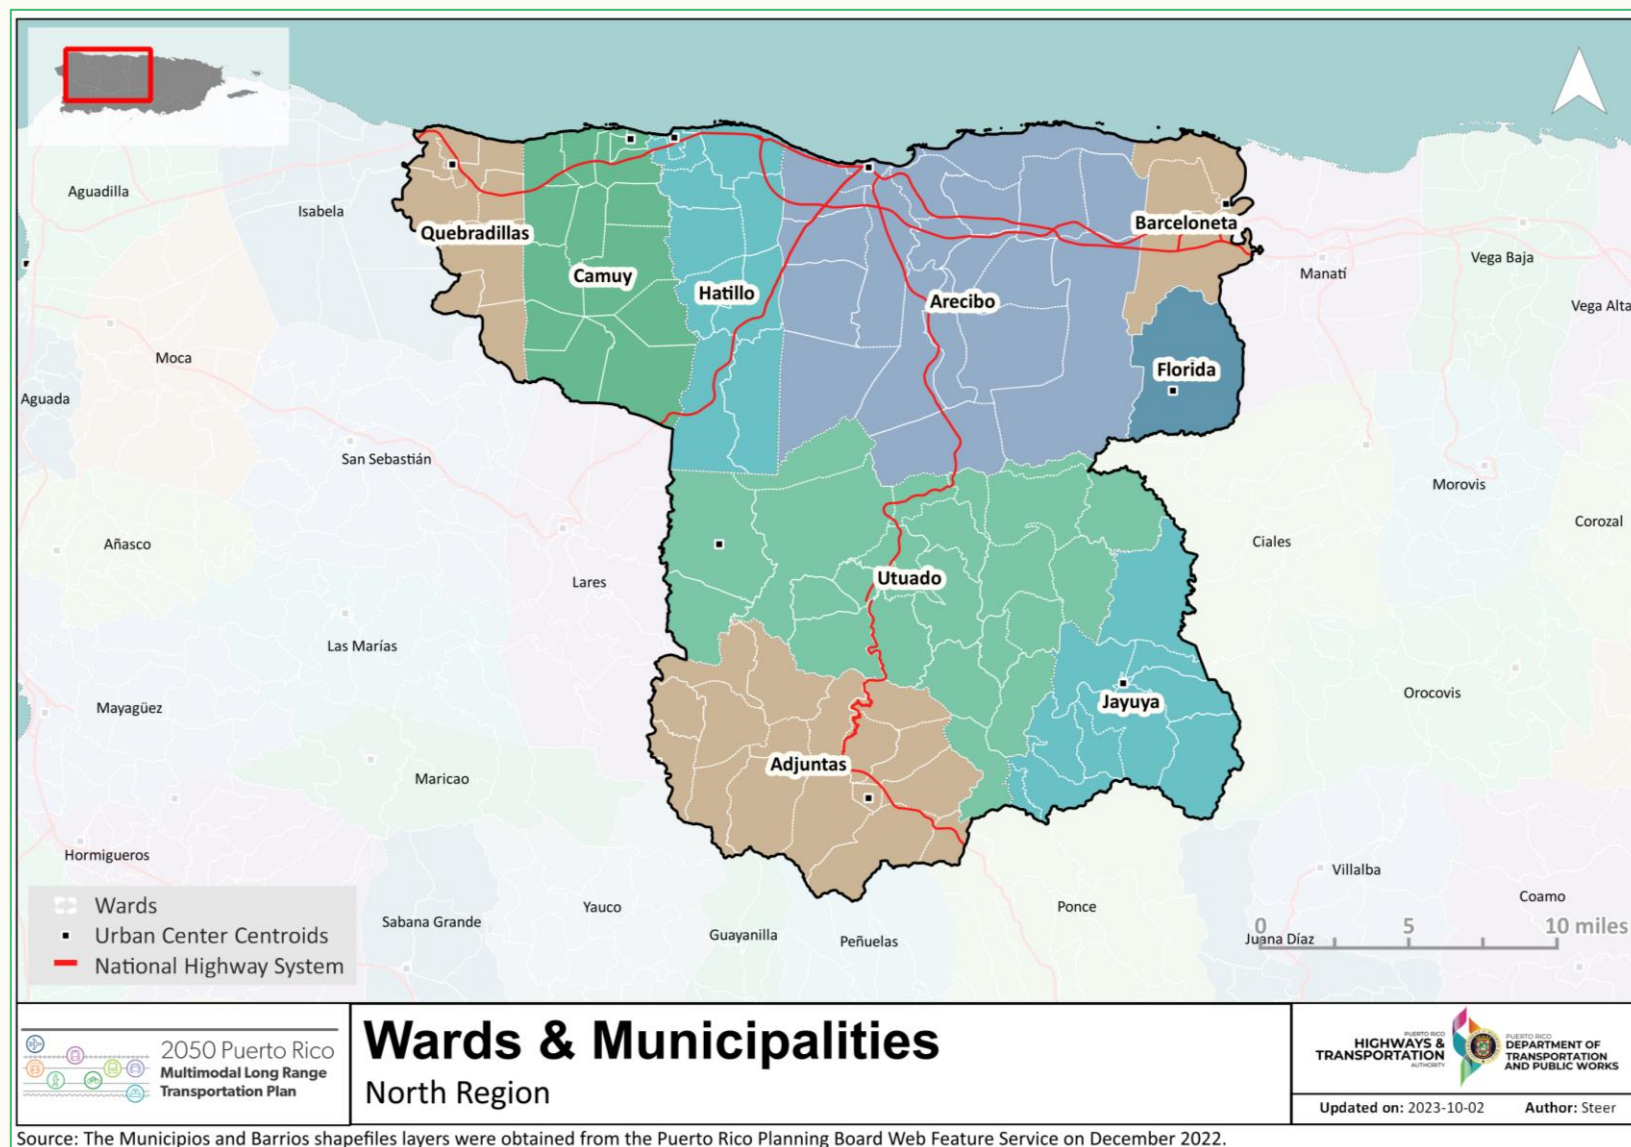 Aguadilla
Isabela
Quebradillas
Camuy
Hatillo
Arecibo
Barceloneta
Manatí
Vega Baja
Vega Alta
Moca
Florida
Aguada
San Sebastián
Morovis
Añasco
Lares
Utuado
Ciales
Corozal
Las Marías
Mayagüez
Jayuya
Orocovis
Maricao
Adjuntas
Hormigueros
Villalba
Sabana Grande
Yauco
Guayanilla
Peñuelas
Ponce
Juana Díaz
Coamo
Wards
Urban Center Centroids
National Highway System
0 5 10 miles
2050 Puerto Rico
Multimodal Long Range
Transportation Plan
Wards & Municipalities
North Region
PUERTO RICO
HIGHWAYS &
TRANSPORTATION
AUTHORITY
PUERTO RICO
DEPARTMENT OF
TRANSPORTATION
AND PUBLIC WORKS
Updated on: 2023-10-02 Author: Steer
Source: The Municipios and Barrios shapefiles layers were obtained from the Puerto Rico Planning Board Web Feature Service on December 2022.